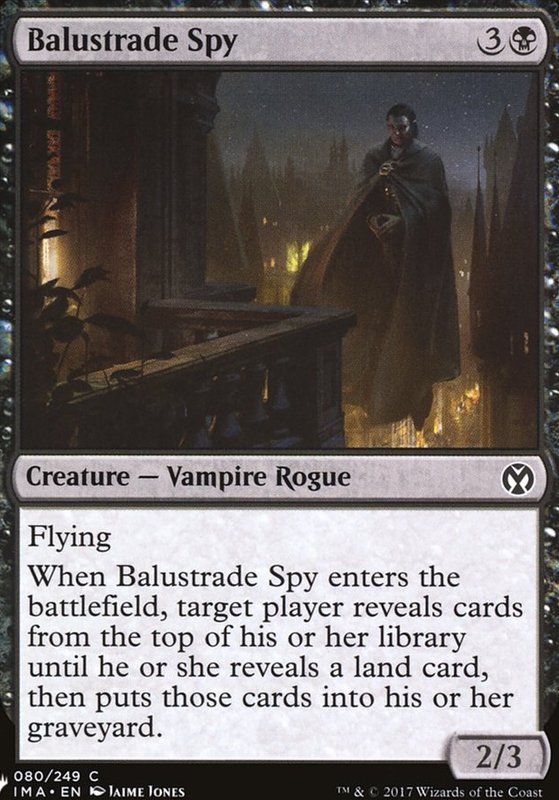 Balustrade Spy 3
Creature — Vampire Rogue
Flying
When Balustrade Spy enters the
battlefield, target player reveals cards
from the top of his or her library
until he or she reveals a land card,
then puts those cards into his or her
graveyard.
2/3
080/249 C
IMA • EN Jaime Jones
™ & © 2017 Wizards of the Coast